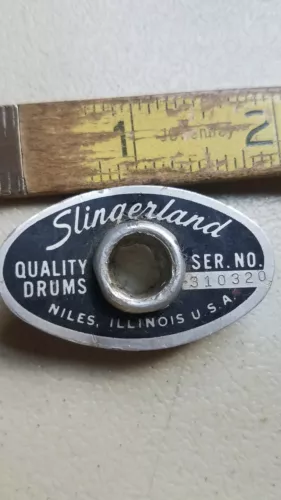 1 2
Slingerland
QUALITY DRUMS
SER. NO. 310320
NILES, ILLINOIS U.S.A.